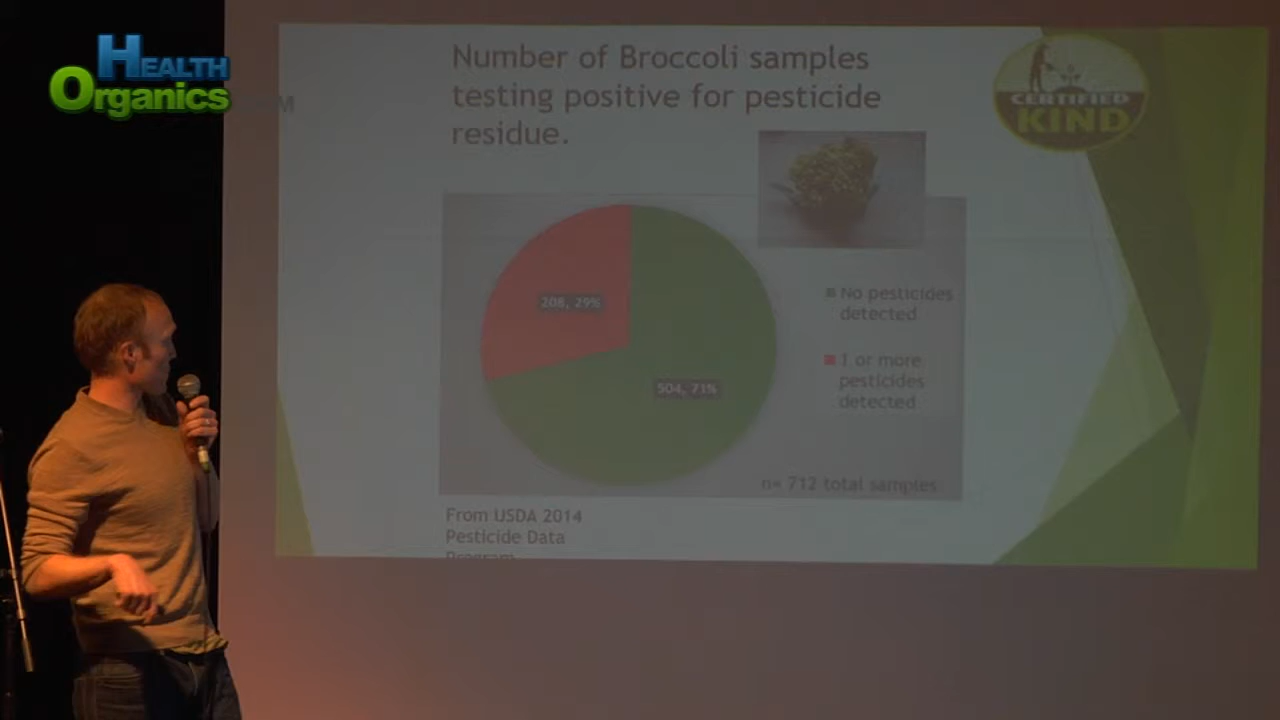 HEALTH
Organics
Number of Broccoli samples
testing positive for pesticide
residue.
CERTIFIED
KIND
208, 29%
504, 71%
No pesticides
detected
1 or more
pesticides
detected
n= 712 total samples
From USDA 2014
Pesticide Data
Program